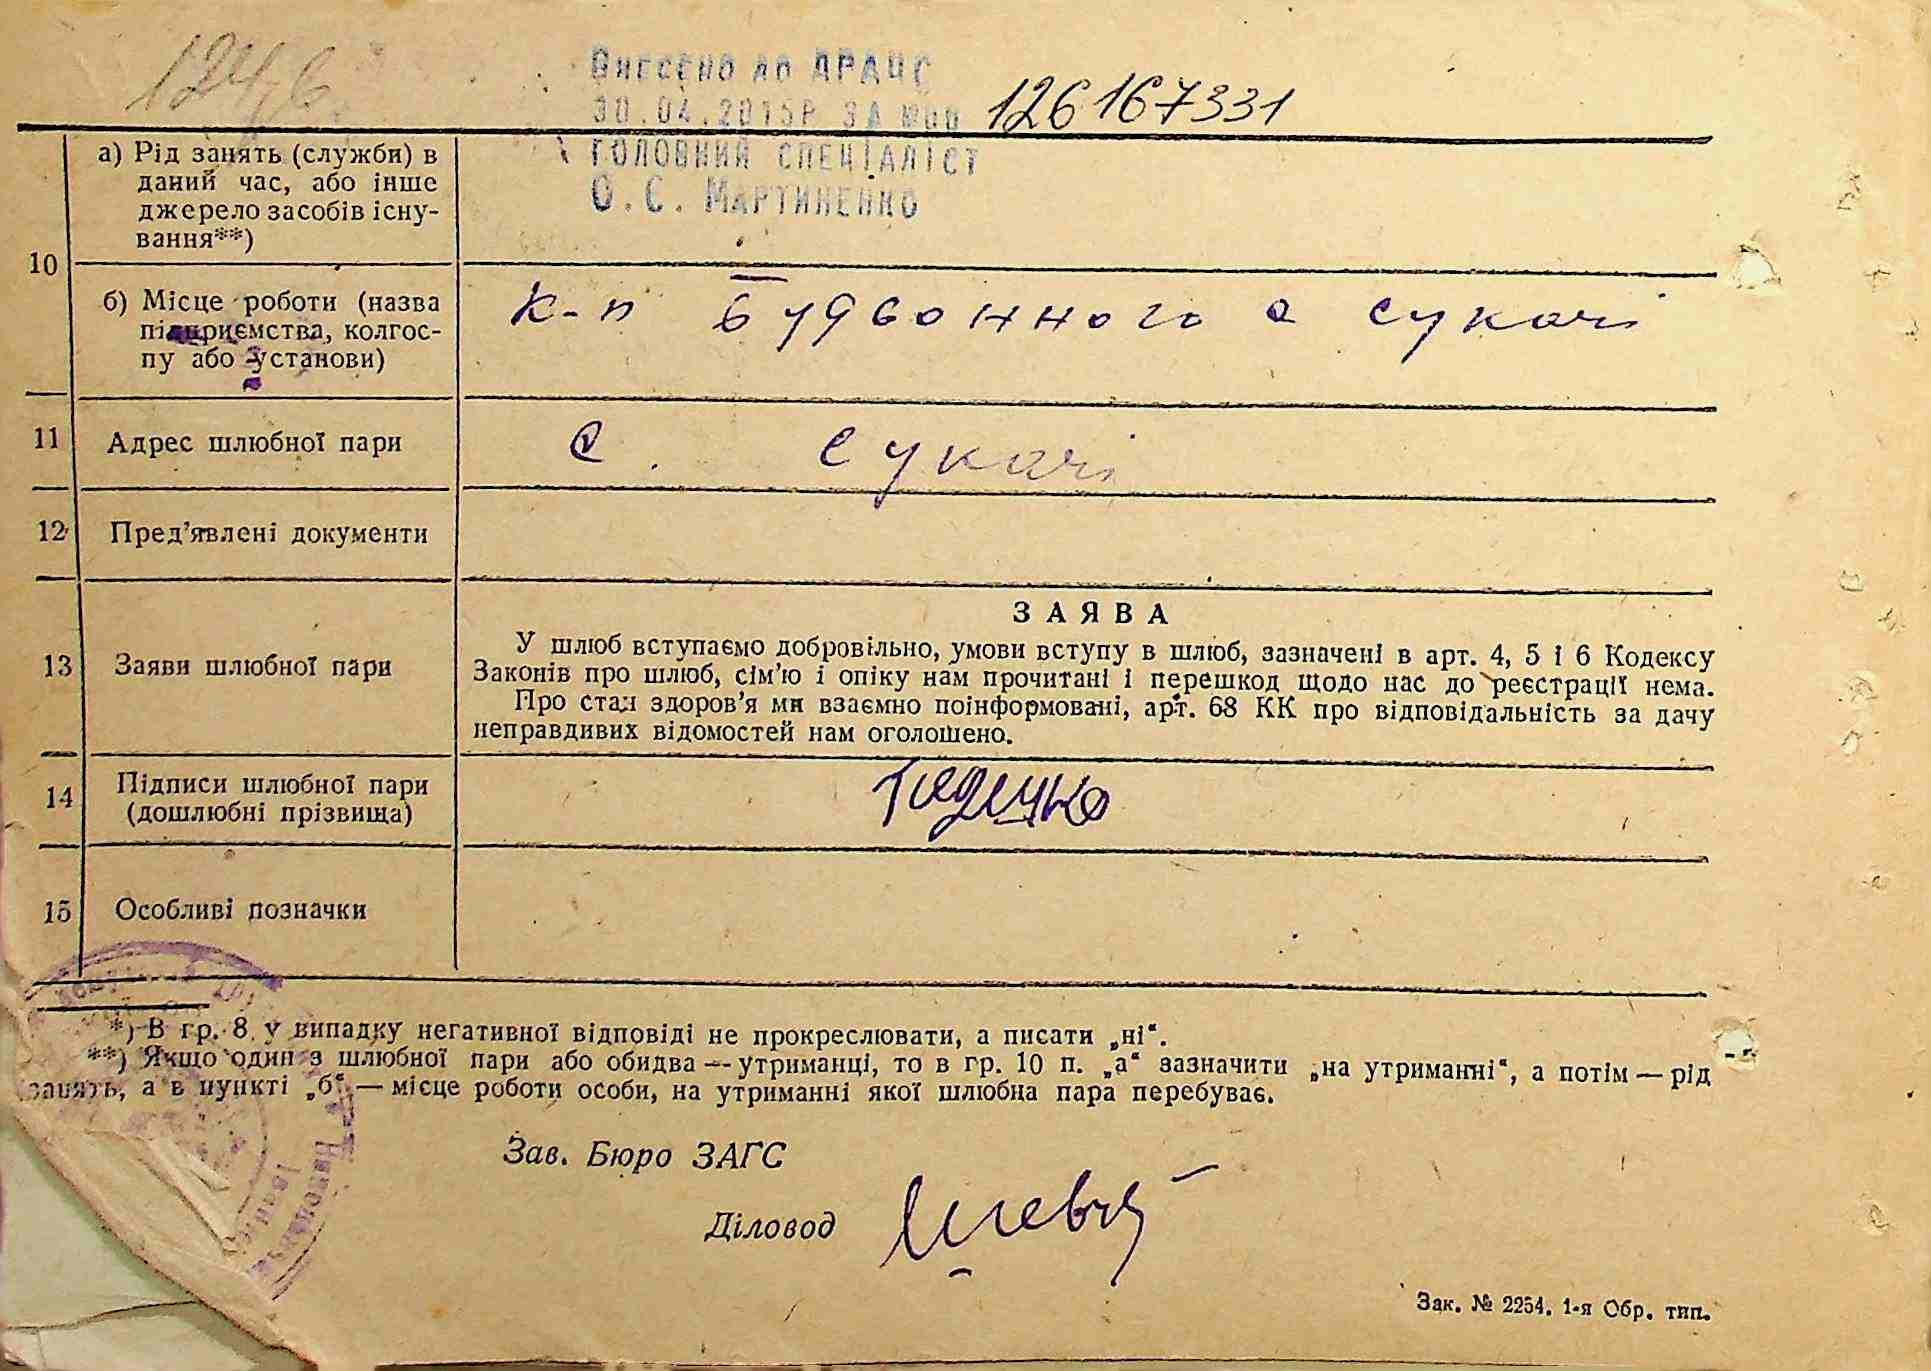 124,6
Внесено до ДРАЦС
30.04.2015р за №00 126167331
Головний спеціаліст
О.С. Мартиненко
10
а) Рід занять (служби) в
даний час, або інше
джерело засобів існу-
вання**)
б) Місце роботи (назва
підприємства, колгос-
пу або установи)
к-п Будьонного с Сукачі
11 Адрес шлюбної пари
с. Сукачі
12 Пред’явлені документи
13 Заяви шлюбної пари
ЗАЯВА
У шлюб вступаємо добровільно, умови вступу в шлюб, зазначені в арт. 4, 5 і 6 Кодексу
Законів про шлюб, сім’ю і опіку нам прочитані і перешкод щодо нас до реєстрації нема.
Про стан здоров’я ми взаємно поінформовані, арт. 68 КК про відповідальність за дачу
неправдивих відомостей нам оголошено.
14 Підписи шлюбної пари
(дошлюбні прізвища)
15 Особливі позначки
*) В гр. 8 у випадку негативної відповіді не прокреслювати, а писати „ні“.
**) Якщо один з шлюбної пари або обидва — утриманці, то в гр. 10 п. „а“ зазначити „на утриманні“, а потім — рід
занять, а в пункті „б“ — місце роботи особи, на утриманні якої шлюбна пара перебуває.
Зав. Бюро ЗАГС
Діловод
Зак. № 2254. 1-я Обр. тип.